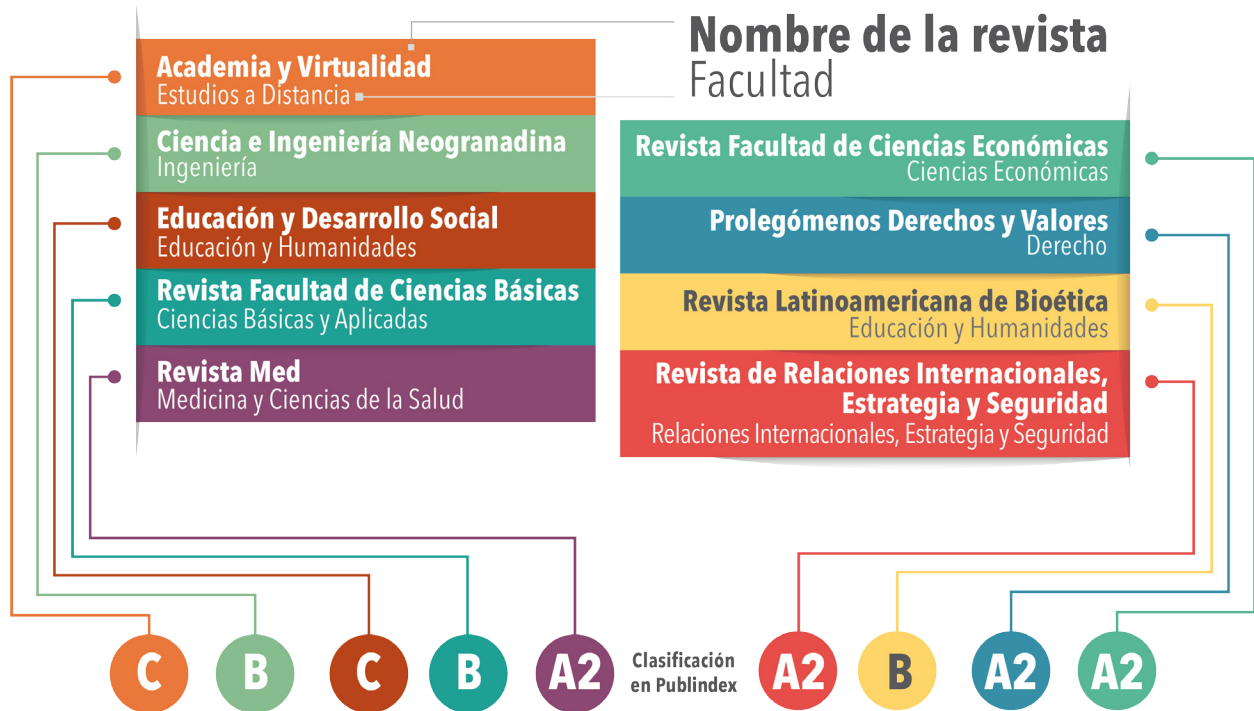 Nombre de la revista
Facultad
Academia y Virtualidad
Estudios a Distancia
Ciencia e Ingeniería Neogranadina
Ingeniería
Educación y Desarrollo Social
Educación y Humanidades
Revista Facultad de Ciencias Básicas
Ciencias Básicas y Aplicadas
Revista Med
Medicina y Ciencias de la Salud
Revista Facultad de Ciencias Económicas
Ciencias Económicas
Prolegómenos Derechos y Valores
Derecho
Revista Latinoamericana de Bioética
Educación y Humanidades
Revista de Relaciones Internacionales,
Estrategia y Seguridad
Relaciones Internacionales, Estrategia y Seguridad
C
B
C
B
A2
Clasificación
en Publindex
A2
B
A2
A2